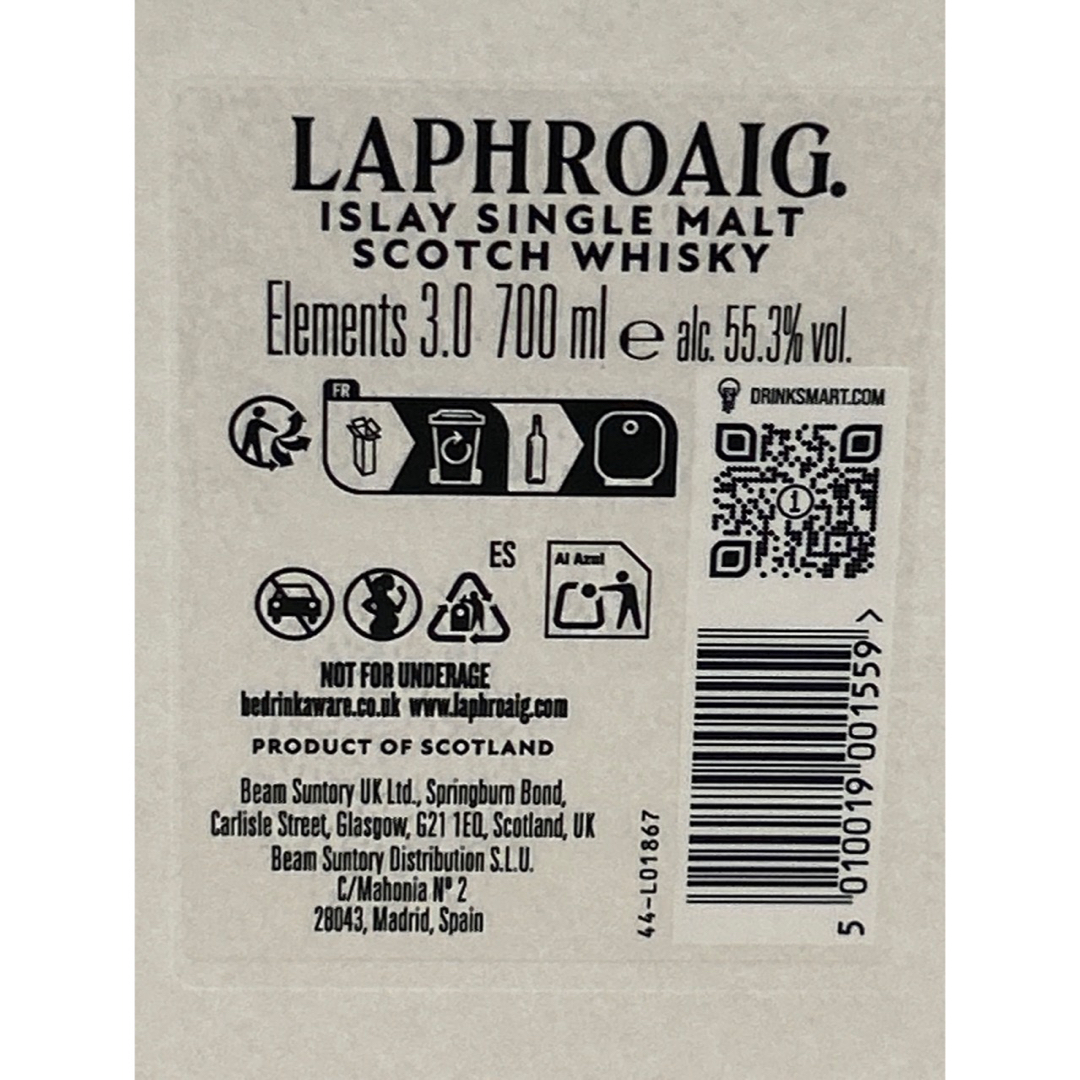 LAPHROAIG.
ISLAY SINGLE MALT
SCOTCH WHISKY
Elements 3.0 700 ml e alc. 55.3% vol.
FR
DRINKSMART.COM
1
ES
Al Azul
NOT FOR UNDERAGE
bedrinkaware.co.uk www.laphroaig.com
PRODUCT OF SCOTLAND
Beam Suntory UK Ltd., Springburn Bond,
Carlisle Street, Glasgow, G21 1EQ, Scotland, UK
Beam Suntory Distribution S.L.U.
C/Mahonia Nº 2
28043, Madrid, Spain
44-L01867
5 010019 001559 >